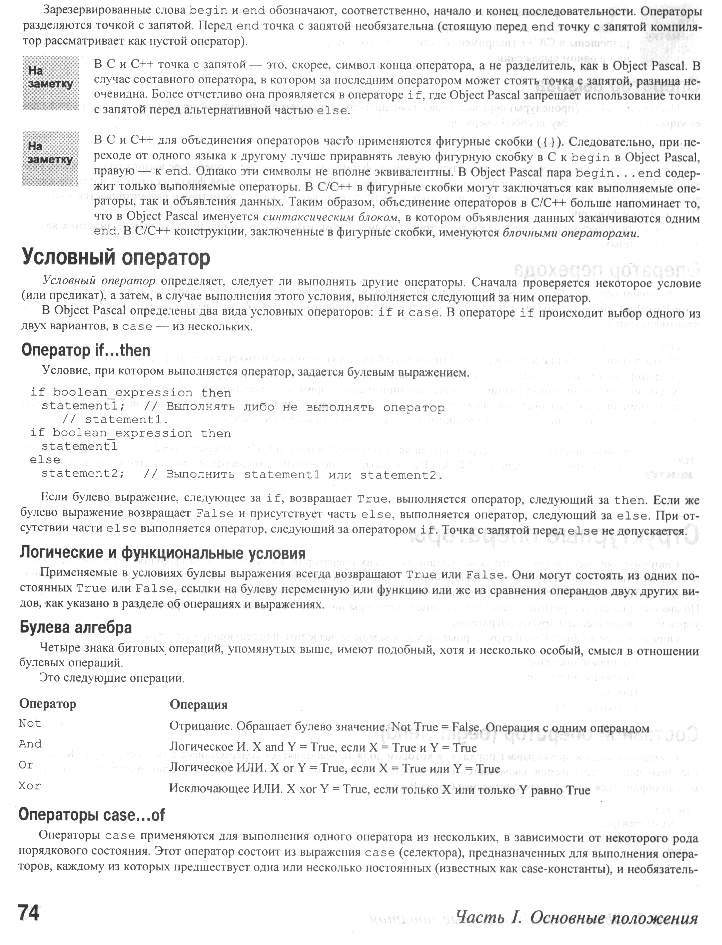 Зарезервированные слова begin и end обозначают, соответственно, начало и конец последовательности. Операторы
разделяются точкой с запятой. Перед end точка с запятой необязательна (стоящую перед end точку с запятой компиля-
тор рассматривает как пустой оператор).
На
заметку
В C и C++ точка с запятой — это, скорее, символ конца оператора, а не разделитель, как в Object Pascal. В
случае составного оператора, в котором за последним оператором может стоять точка с запятой, разница не-
очевидна. Более отчетливо она проявляется в операторе if, где Object Pascal запрещает использование точки
с запятой перед альтернативной частью else.
На
заметку
В C и C++ для объединения операторов часто применяются фигурные скобки ({}). Следовательно, при пе-
реходе от одного языка к другому лучше приравнять левую фигурную скобку в C к begin в Object Pascal,
правую — к end. Однако эти символы не вполне эквивалентны. В Object Pascal пара begin...end содер-
жит только выполняемые операторы. В C/C++ в фигурные скобки могут заключаться как выполняемые опе-
раторы, так и объявления данных. Таким образом, объединение операторов в C/C++ больше напоминает то,
что в Object Pascal именуется синтаксическим блоком, в котором объявления данных заканчиваются одним
end. В C/C++ конструкции, заключенные в фигурные скобки, именуются блочными операторами.
Условный оператор
Условный оператор определяет, следует ли выполнять другие операторы. Сначала проверяется некоторое условие
(или предикат), а затем, в случае выполнения этого условия, выполняется следующий за ним оператор.
В Object Pascal определены два вида условных операторов: if и case. В операторе if происходит выбор одного из
двух вариантов, в case — из нескольких.
Оператор if...then
Условие, при котором выполняется оператор, задается булевым выражением.
if boolean_expression then
statement1; // Выполнять либо не выполнять оператор
// statement1.
if boolean_expression then
statement1
else
statement2; // Выполнить statement1 или statement2.
Если булево выражение, следующее за if, возвращает True, выполняется оператор, следующий за then. Если же
булево выражение возвращает False и присутствует часть else, выполняется оператор, следующий за else. При от-
сутствии части else выполняется оператор, следующий за оператором if. Точка с запятой перед else не допускается.
Логические и функциональные условия
Применяемые в условиях булевы выражения всегда возвращают True или False. Они могут состоять из одних по-
стоянных True или False, ссылки на булеву переменную или функцию или же из сравнения операндов двух других ви-
дов, как указано в разделе об операциях и выражениях.
Булева алгебра
Четыре знака битовых операций, упомянутых выше, имеют подобный, хотя и несколько особый, смысл в отношении
булевых операций.
Это следующие операции.
Оператор Операция
Not Отрицание. Обращает булево значение. Not True = False, Операция с одним операндом
And Логическое И. X and Y = True, если X = True и Y = True
Or Логическое ИЛИ. X or Y = True, если X = True или Y = True
Xor Исключающее ИЛИ. X xor Y = True, если только X или только Y равно True
Операторы case...of
Операторы case применяются для выполнения одного оператора из нескольких, в зависимости от некоторого рода
порядкового состояния. Этот оператор состоит из выражения case (селектора), предназначенных для выполнения опера-
торов, каждому из которых предшествует одна или несколько постоянных (известных как case-константы), и необязатель-
74
Часть I. Основные положения